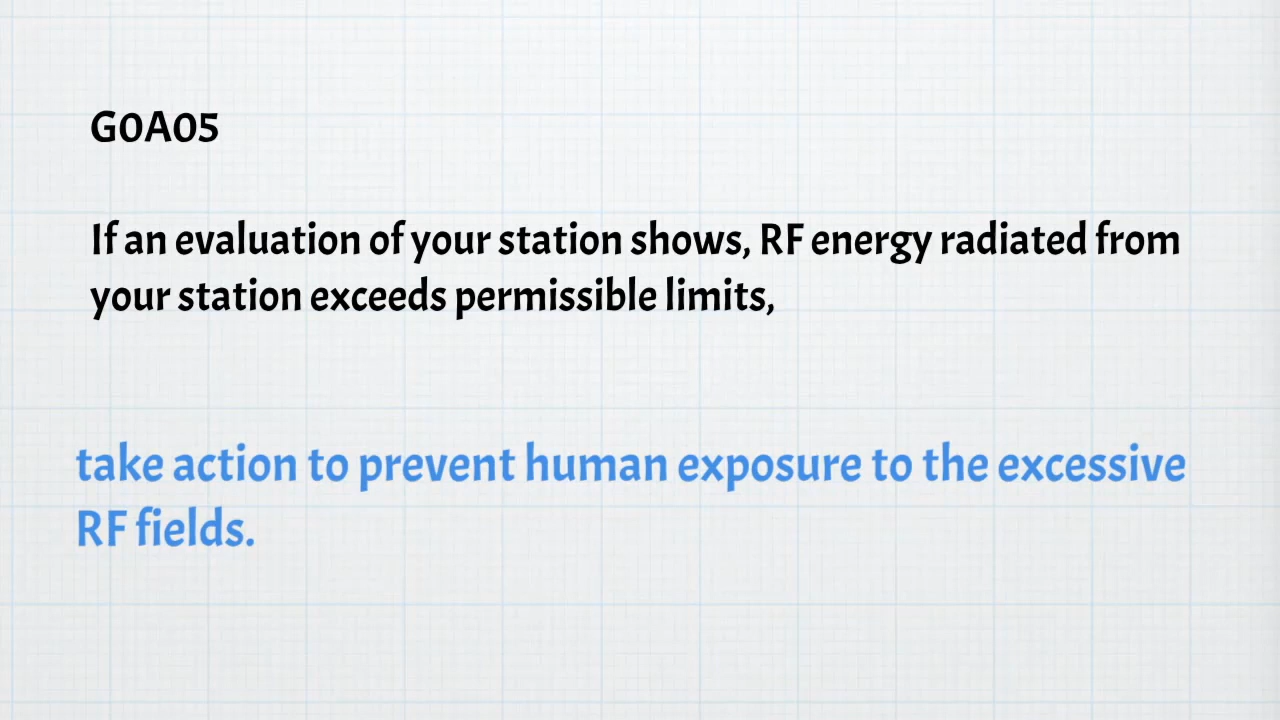 G0A05
If an evaluation of your station shows, RF energy radiated from
your station exceeds permissible limits,
take action to prevent human exposure to the excessive
RF fields.